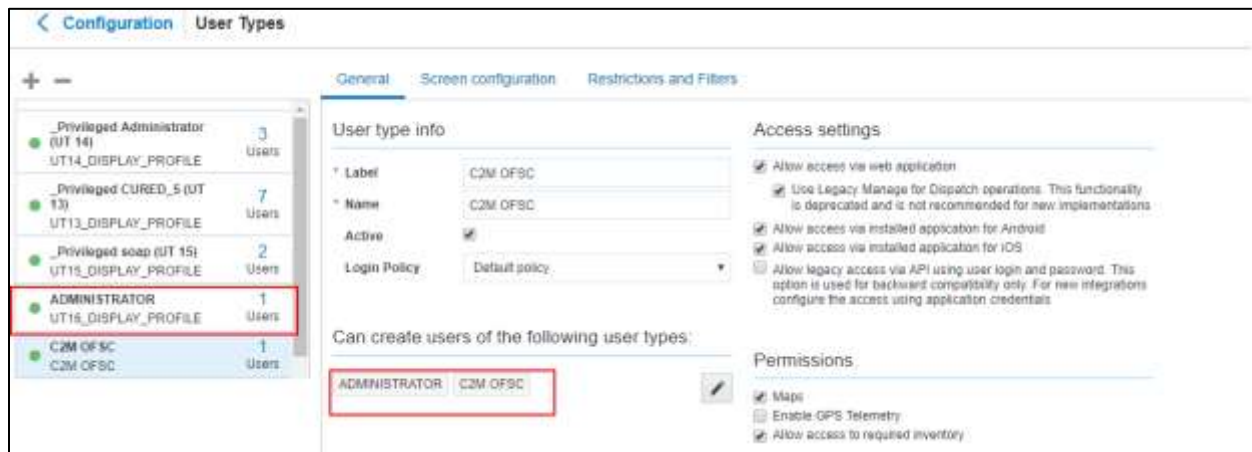 Configuration User Types
General Screen configuration Restrictions and Filters
_Privileged Administrator
(UT 14)
UT14_DISPLAY_PROFILE
3
Users
_Privileged CURED_5 (UT
13)
UT13_DISPLAY_PROFILE
7
Users
_Privileged soap (UT 15)
UT15_DISPLAY_PROFILE
2
Users
ADMINISTRATOR
UT16_DISPLAY_PROFILE
1
Users
C2M OFSC
C2M OFSC
1
Users
User type info
* Label C2M OFSC
* Name C2M OFSC
Active
Login Policy Default policy
Can create users of the following user types:
ADMINISTRATOR C2M OFSC
Access settings
Allow access via web application
Use Legacy Manage for Dispatch operations. This functionality
is deprecated and is not recommended for new implementations
Allow access via installed application for Android
Allow access via installed application for iOS
Allow legacy access via API using user login and password. This
option is used for backward compatibility only. For new integrations
configure the access using application credentials
Permissions
Maps
Enable GPS Telemetry
Allow access to required inventory